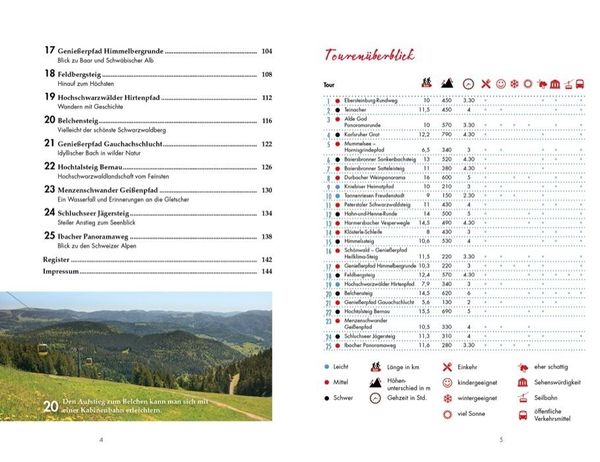 17 Genießerpfad Himmelbergrunde 104
Blick zu Baar und Schwäbischer Alb
18 Feldbergsteig 108
Hinauf zum Höchsten
19 Hochschwarzwälder Hirtenpfad 112
Wandern mit Geschichte
20 Belchensteig 116
Vielleicht der schönste Schwarzwaldberg
21 Genießerpfad Gauchachschlucht 122
Idyllischer Bach in wilder Natur
22 Hochtalsteig Bernau 126
Hochschwarzwaldlandschaft vom Feinsten
23 Menzenschwander Geißenpfad 130
Ein Wasserfall und Erinnerungen an die Gletscher
24 Schluchseer Jägersteig 134
Steiler Anstieg zum Seenblick
25 Ibacher Panoramaweg 138
Blick zu den Schweizer Alpen
Register 142
Impressum 144
20 Den Aufstieg zum Belchen kann man sich mit
einer Kabinenbahn erleichtern.
4
Tourenüberblick
Tour
1 Ebersteinburg-Rundweg 10 450 3.30
2 Teinacher 11,5 450 4
3 Alde Gott
Panoramarunde 10 570 3.30
4 Karlsruher Grat 12,2 790 4.30
5 Mummelsee –
Hornisgrindepfad 6,5 340 3
6 Baiersbronner Sankenbachsteig 13 520 4.30
7 Baiersbronner Satteleisteig 11 380 4.30
8 Durbacher Weinpanorama 16 600 5
9 Kniebiser Heimatpfad 10 210 3
10 Tannenriesen Freudenstadt 9 150 2.30
11 Peterstaler Schwarzwaldsteig 11 430 4
12 Hahn-und-Henne-Runde 14 500 5
13 Harmersbacher Vesperwegle 14,5 490 4.30
14 Klösterle-Schleife 8 430 3
15 Himmelssteig 10,6 530 4
16 Schönwald – Genießerpfad
Heilklima-Steig 11,5 220 3.30
17 Genießerpfad Himmelbergrunde 10,3 220 3
18 Feldbergsteig 12,4 570 4.30
19 Hochschwarzwälder Hirtenpfad 7,9 340 3
20 Belchensteig 14,5 620 6
21 Genießerpfad Gauchachschlucht 5,6 130 2
22 Hochtalsteig Bernau 15,5 690 5
23 Menzenschwander
Geißenpfad 10,5 330 4
24 Schluchseer Jägersteig 11 310 4
25 Ibacher Panoramaweg 11,6 280 3.30
Leicht
Mittel
Schwer
Länge in km
Höhen-
unterschied in m
Gehzeit in Std.
Einkehr
kindergeeignet
wintergeeignet
viel Sonne
eher schattig
Sehenswürdigkeit
Seilbahn
öffentliche
Verkehrsmittel
5